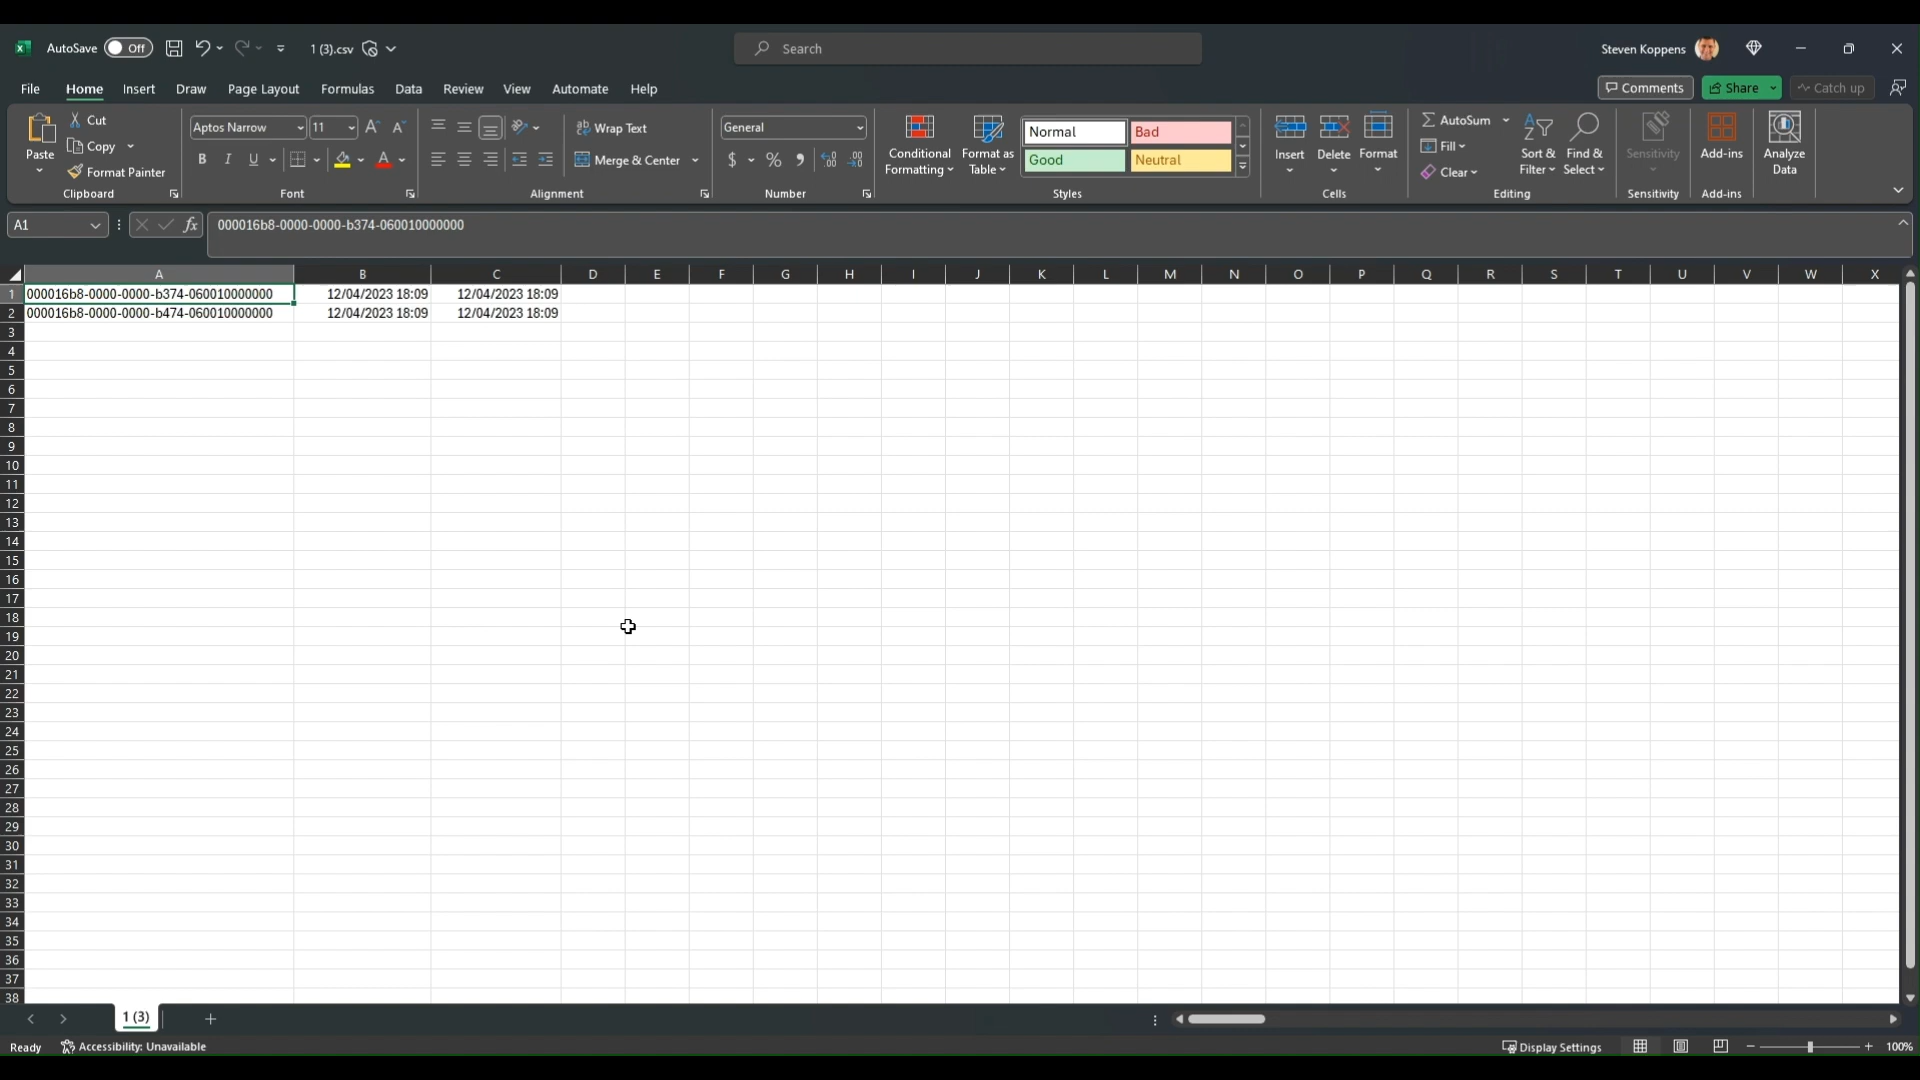 AutoSave Off 1 (3).csv Search Steven Koppens
File Home Insert Draw Page Layout Formulas Data Review View Automate Help Comments Share Catch up
Paste Cut Copy Format Painter Clipboard
Aptos Narrow 11 B I U Font
Wrap Text Merge & Center Alignment
General $ % Number
Conditional Formatting Format as Table Normal Bad Good Neutral Styles
Insert Delete Format Cells
AutoSum Fill Clear Sort & Filter Find & Select Editing
Sensitivity Sensitivity
Add-ins Add-ins
Analyze Data
A1 fx 000016b8-0000-0000-b374-060010000000
A B C D E F G H I J K L M N O P Q R S T U V W X
1 000016b8-0000-0000-b374-060010000000 12/04/2023 18:09 12/04/2023 18:09
2 000016b8-0000-0000-b474-060010000000 12/04/2023 18:09 12/04/2023 18:09
3
4
5
6
7
8
9
10
11
12
13
14
15
16
17
18
19
20
21
22
23
24
25
26
27
28
29
30
31
32
33
34
35
36
37
38
1 (3)
Ready Accessibility: Unavailable Display Settings 100%